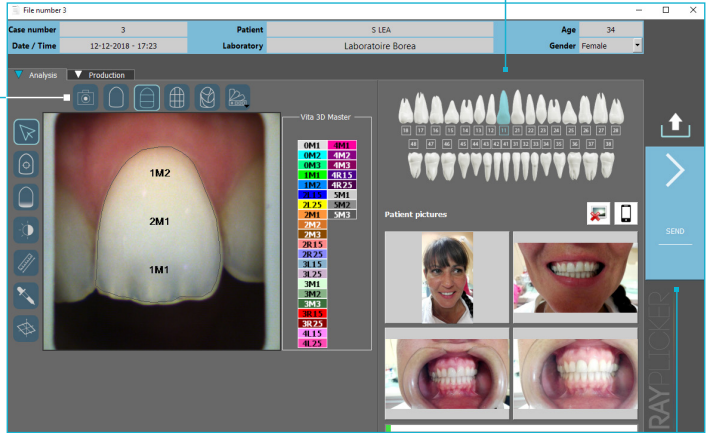 File number 3
Case number 3 Patient S LEA Age 34
Date / Time 12-12-2018 - 17:23 Laboratory Laboratoire Borea Gender Female
Analysis Production
Vita 3D Master
0M1 4M1
0M2 4M2
0M3 4M3
1M1 4R15
1M2 4R25
5M1
2L25 5M2
2M1 5M3
2M2
2M3
2R15
2R25
3L15
3L25
3M1
3M2
3M3
3R15
3R25
4L15
4L25
1M2
2M1
1M1
18 17 16 15 14 13 12 11 21 22 23 24 25 26 27 28
48 47 46 45 44 43 42 41 31 32 33 34 35 36 37 38
Patient pictures
SEND
RAYPLICKER